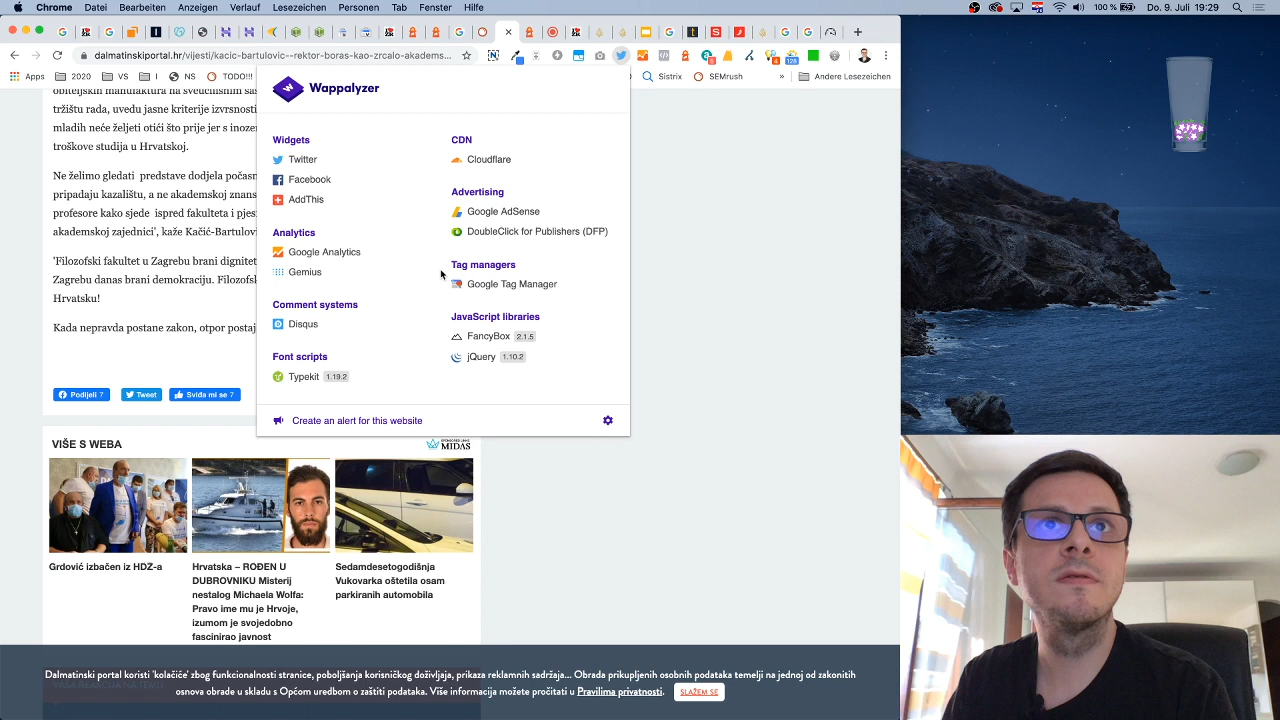 Chrome Datei Bearbeiten Anzeigen Verlauf Lesezeichen Personen Tab Fenster Hilfe
100 % Do. 9. Juli 19:29
dalmatinskiportal.hr/vijesti/kacic-bartulovic--rektor-boras-kao-zrcalo-akadems...
Apps 2020 VS I NS TODO!!! Sistrix SEMrush » Andere Lesezeichen
tržištu rada, uvedu jasne kriterije izvrsnosti
mladih neće željeti otići što prije jer s inozem
troškove studija u Hrvatskoj.
Ne želimo gledati predstave dodjela počasn
pripadaju kazalištu, a ne akademskoj znans
profesore kako sjede ispred fakulteta i pjes
akademskoj zajednici', kaže Kačić-Bartulov
'Filozofski fakultet u Zagrebu brani dignitet
Zagrebu danas brani demokraciju. Filozofsk
Hrvatsku!
Kada nepravda postane zakon, otpor postaj
Podijeli 7 Tweet Sviđa mi se 7
Wappalyzer
Widgets
Twitter
Facebook
AddThis
Analytics
Google Analytics
Gemius
Comment systems
Disqus
Font scripts
Typekit 1.19.2
CDN
Cloudflare
Advertising
Google AdSense
DoubleClick for Publishers (DFP)
Tag managers
Google Tag Manager
JavaScript libraries
FancyBox 2.1.5
jQuery 1.10.2
Create an alert for this website
VIŠE S WEBA
MIDAS
Grdović izbačen iz HDZ-a
Hrvatska – ROĐEN U
DUBROVNIKU Misterij
nestalog Michaela Wolfa:
Pravo ime mu je Hrvoje,
izumom je svojedobno
fascinirao javnost
Sedamdesetogodišnja
Vukovarka oštetila osam
parkiranih automobila
Dalmatinski portal koristi 'kolačiće' zbog funkcionalnosti stranice, poboljšanja korisničkog doživljaja, prikaza reklamnih sadržaja... Obrada prikupljenih osobnih podataka temelji na jednoj od zakonitih
osnova obrade u skladu s Općom uredbom o zaštiti podataka. Više informacija možete pročitati u Pravilima privatnosti. SLAŽEM SE